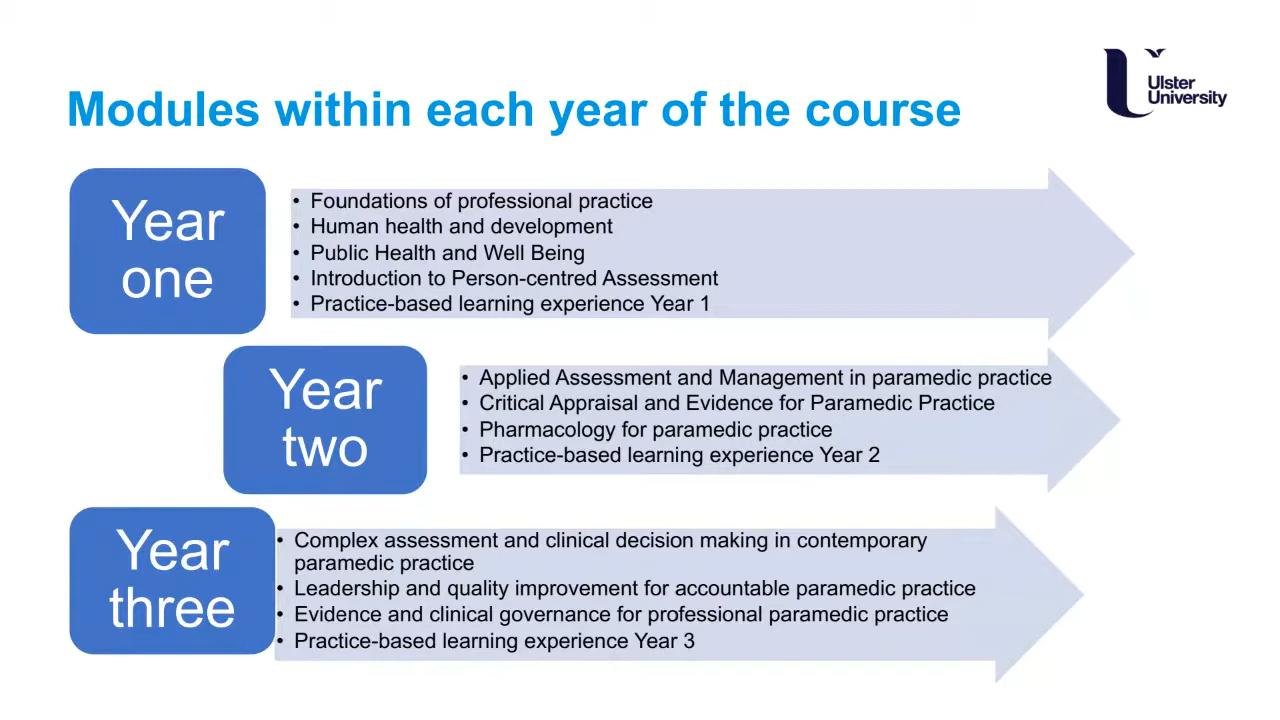 Modules within each year of the course
Ulster
University
Year
one
• Foundations of professional practice
• Human health and development
• Public Health and Well Being
• Introduction to Person-centred Assessment
• Practice-based learning experience Year 1
Year
two
• Applied Assessment and Management in paramedic practice
• Critical Appraisal and Evidence for Paramedic Practice
• Pharmacology for paramedic practice
• Practice-based learning experience Year 2
Year
three
• Complex assessment and clinical decision making in contemporary
paramedic practice
• Leadership and quality improvement for accountable paramedic practice
• Evidence and clinical governance for professional paramedic practice
• Practice-based learning experience Year 3